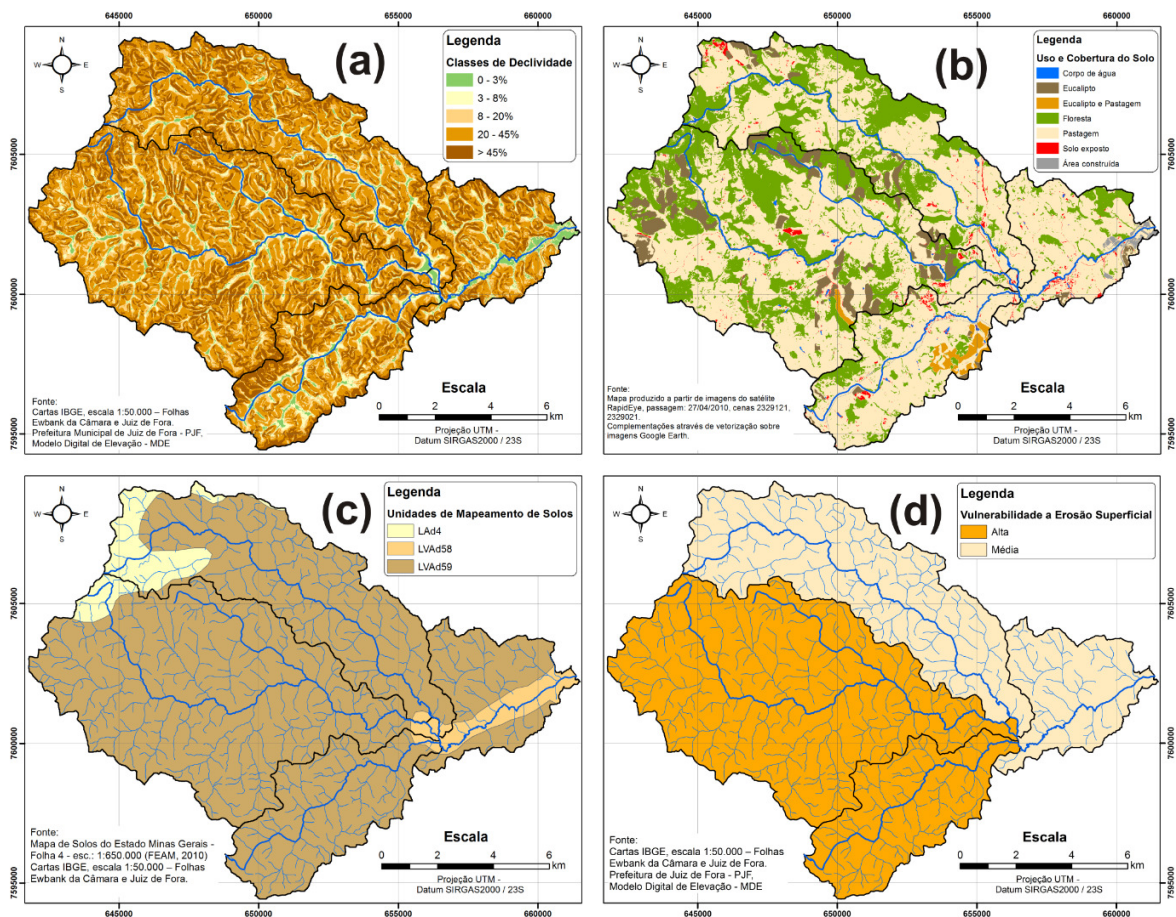 645000 650000 655000 660000
645000 650000 655000 660000
N
W E
S
(a)
Legenda
Classes de Declividade
0 - 3%
3 - 8%
8 - 20%
20 - 45%
> 45%
7605000
7600000
7595000
Fonte:
Cartas IBGE, escala 1:50.000 – Folhas
Ewbank da Câmara e Juiz de Fora.
Prefeitura Municipal de Juiz de Fora - PJF,
Modelo Digital de Elevação - MDE
Escala
0 2 4 6
km
Projeção UTM -
Datum SIRGAS2000 / 23S
N
W E
S
(b)
Legenda
Uso e Cobertura do Solo
Corpo de água
Eucalipto
Eucalipto e Pastagem
Floresta
Pastagem
Solo exposto
Área construida
7605000
7600000
7595000
Fonte:
Mapa produzido a partir de imagens do satélite
RapidEye, passagem: 27/04/2010, cenas 2329121,
2329021.
Complementações através de vetorização sobre
imagens Google Earth.
Escala
0 2 4 6
km
Projeção UTM -
Datum SIRGAS2000 / 23S
N
W E
S
(c)
Legenda
Unidades de Mapeamento de Solos
LAd4
LVAd58
LVAd59
7605000
7600000
7595000
Fonte:
Mapa de Solos do Estado Minas Gerais -
Folha 4 - esc.: 1:650.000 (FEAM, 2010)
Cartas IBGE, escala 1:50.000 – Folhas
Ewbank da Câmara e Juiz de Fora.
Escala
0 2 4 6
km
Projeção UTM -
Datum SIRGAS2000 / 23S
N
W E
S
(d)
Legenda
Vulnerabilidade a Erosão Superficial
Alta
Média
7605000
7600000
7595000
Fonte:
Cartas IBGE, escala 1:50.000 – Folhas
Ewbank da Câmara e Juiz de Fora.
Prefeitura de Juiz de Fora - PJF,
Modelo Digital de Elevação - MDE
Escala
0 2 4 6
km
Projeção UTM -
Datum SIRGAS2000 / 23S
645000 650000 655000 660000
645000 650000 655000 660000